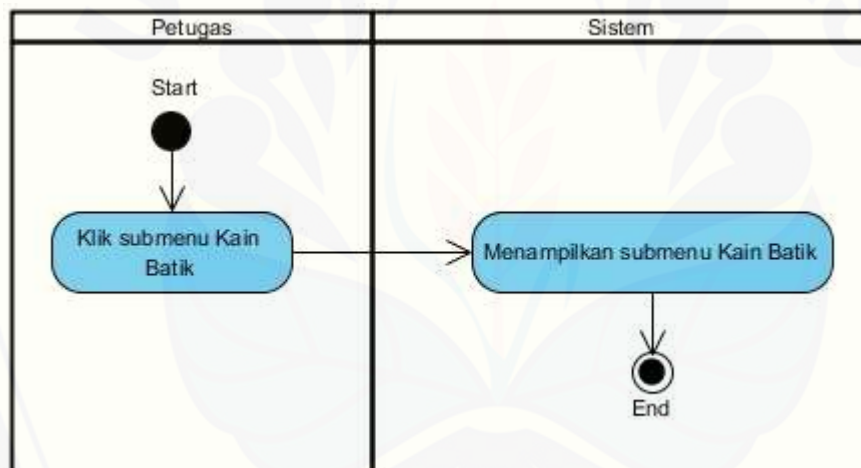 Petugas
Sistem
Start
Klik submenu Kain
Batik
Menampilkan submenu Kain Batik
End